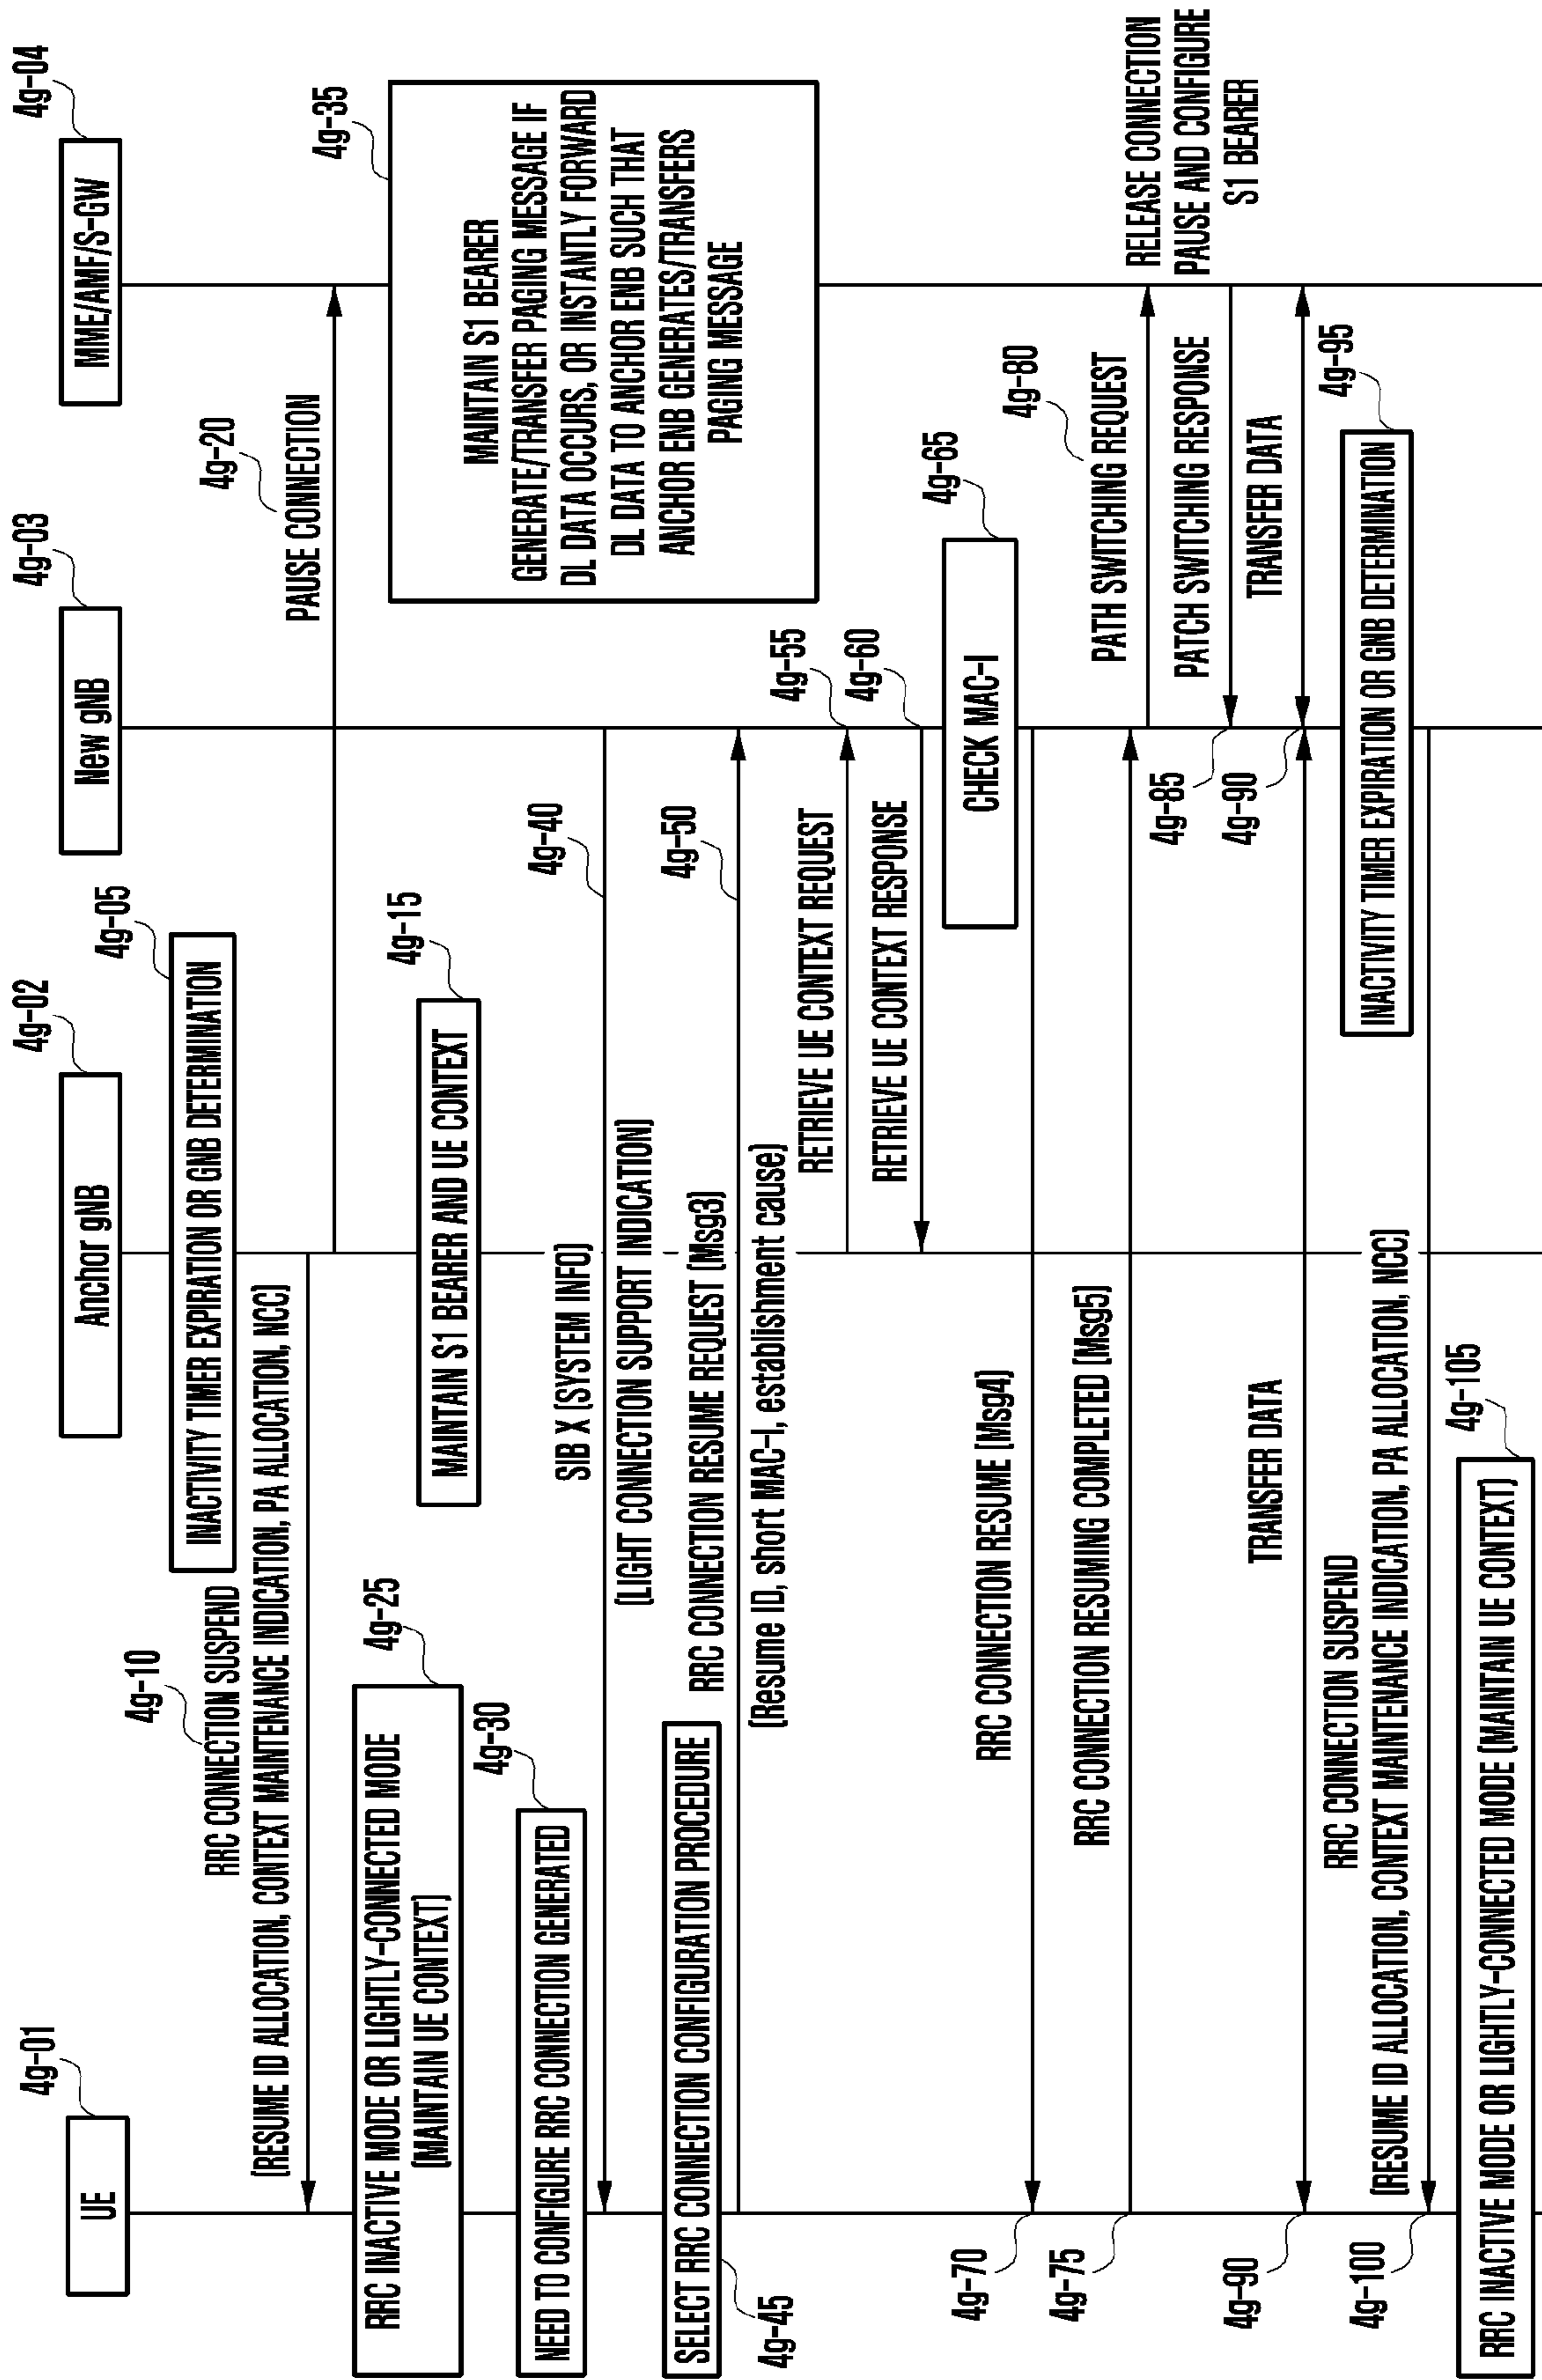 4g-01
4g-02
4g-03
4g-04
UE
Anchor gNB
New gNB
MME/AMF/S-GW
4g-05
INACTIVITY TIMER EXPIRATION OR GNB DETERMINATION
4g-10
RRC CONNECTION SUSPEND
(RESUME ID ALLOCATION, CONTEXT MAINTENANCE INDICATION, PA ALLOCATION, NCC)
4g-20
PAUSE CONNECTION
4g-25
RRC INACTIVE MODE OR LIGHTLY-CONNECTED MODE
(MAINTAIN UE CONTEXT)
4g-15
MAINTAIN S1 BEARER AND UE CONTEXT
4g-35
MAINTAIN S1 BEARER
GENERATE/TRANSFER PAGING MESSAGE IF
DL DATA OCCURS, OR INSTANTLY FORWARD
DL DATA TO ANCHOR ENB SUCH THAT
ANCHOR ENB GENERATES/TRANSFERS
PAGING MESSAGE
4g-30
NEED TO CONFIGURE RRC CONNECTION GENERATED
4g-40
SIB X (SYSTEM INFO)
(LIGHT CONNECTION SUPPORT INDICATION)
SELECT RRC CONNECTION CONFIGURATION PROCEDURE
4g-45
4g-50
RRC CONNECTION RESUME REQUEST (Msg3)
(Resume ID, short MAC-I, establishment cause)
4g-55
RETRIEVE UE CONTEXT REQUEST
4g-60
RETRIEVE UE CONTEXT RESPONSE
4g-65
CHECK MAC-I
4g-70
RRC CONNECTION RESUME (Msg4)
4g-75
RRC CONNECTION RESUMING COMPLETED (Msg5)
4g-80
PATH SWITCHING REQUEST
RELEASE CONNECTION
PAUSE AND CONFIGURE
S1 BEARER
4g-85
PATCH SWITCHING RESPONSE
4g-90
TRANSFER DATA
4g-90
TRANSFER DATA
4g-95
INACTIVITY TIMER EXPIRATION OR GNB DETERMINATION
4g-100
RRC CONNECTION SUSPEND
(RESUME ID ALLOCATION, CONTEXT MAINTENANCE INDICATION, PA ALLOCATION, NCC)
4g-105
RRC INACTIVE MODE OR LIGHTLY-CONNECTED MODE (MAINTAIN UE CONTEXT)